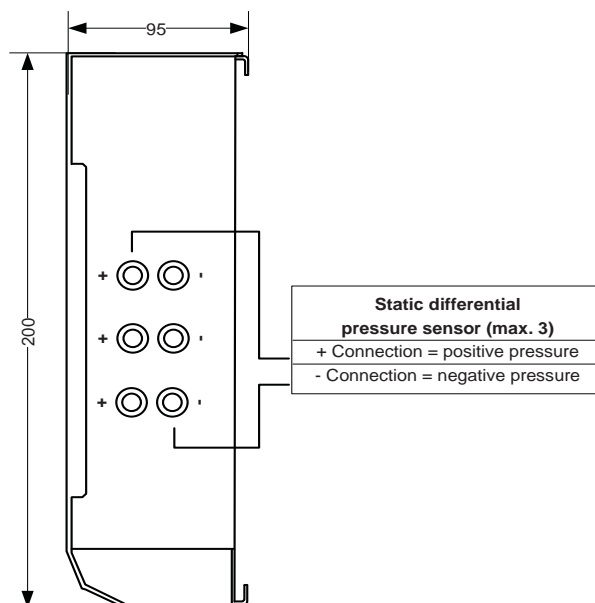 95
200
+ -
+ -
+ -
Static differential
pressure sensor (max. 3)
+ Connection = positive pressure
- Connection = negative pressure